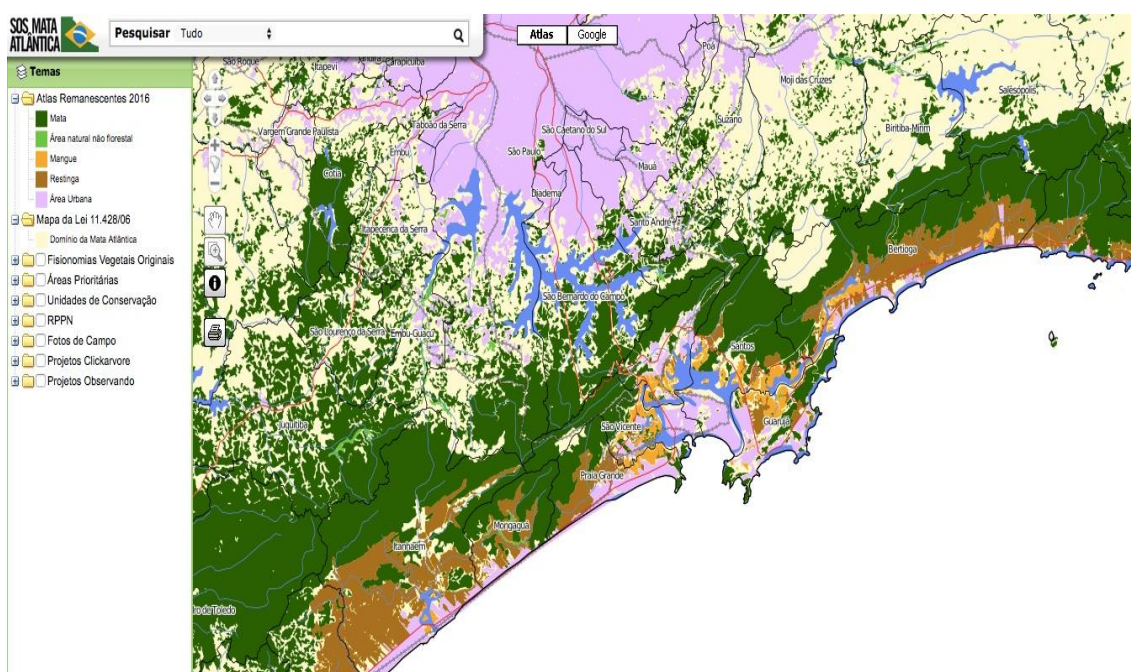 SOS MATA
ATLÂNTICA
Pesquisar Tudo
Atlas Google
Temas
Atlas Remanescentes 2016
Mata
Área natural não florestal
Mangue
Restinga
Área Urbana
Mapa da Lei 11.428/06
Domínio da Mata Atlântica
Fisionomias Vegetais Originais
Áreas Prioritárias
Unidades de Conservação
RPPN
Fotos de Campo
Projetos Clickarvore
Projetos Observando
São Roque
Itapevi
Carapicuiba
Poá
Moji das Cruzes
Salesópolis
Suzano
Biritiba-Mirim
Vargem Grande Paulista
Taboão da Serra
São Caetano do Sul
Embu
São Paulo
Mauá
Cotia
Diadema
Santo André
Itapecerica da Serra
Bertioga
São Bernardo do Campo
São Lourenço da Serra
Embu-Guaçu
Santos
Juquitiba
São Vicente
Guarujá
Praia Grande
Mongaguá
Itanhaém
ro de Toledo